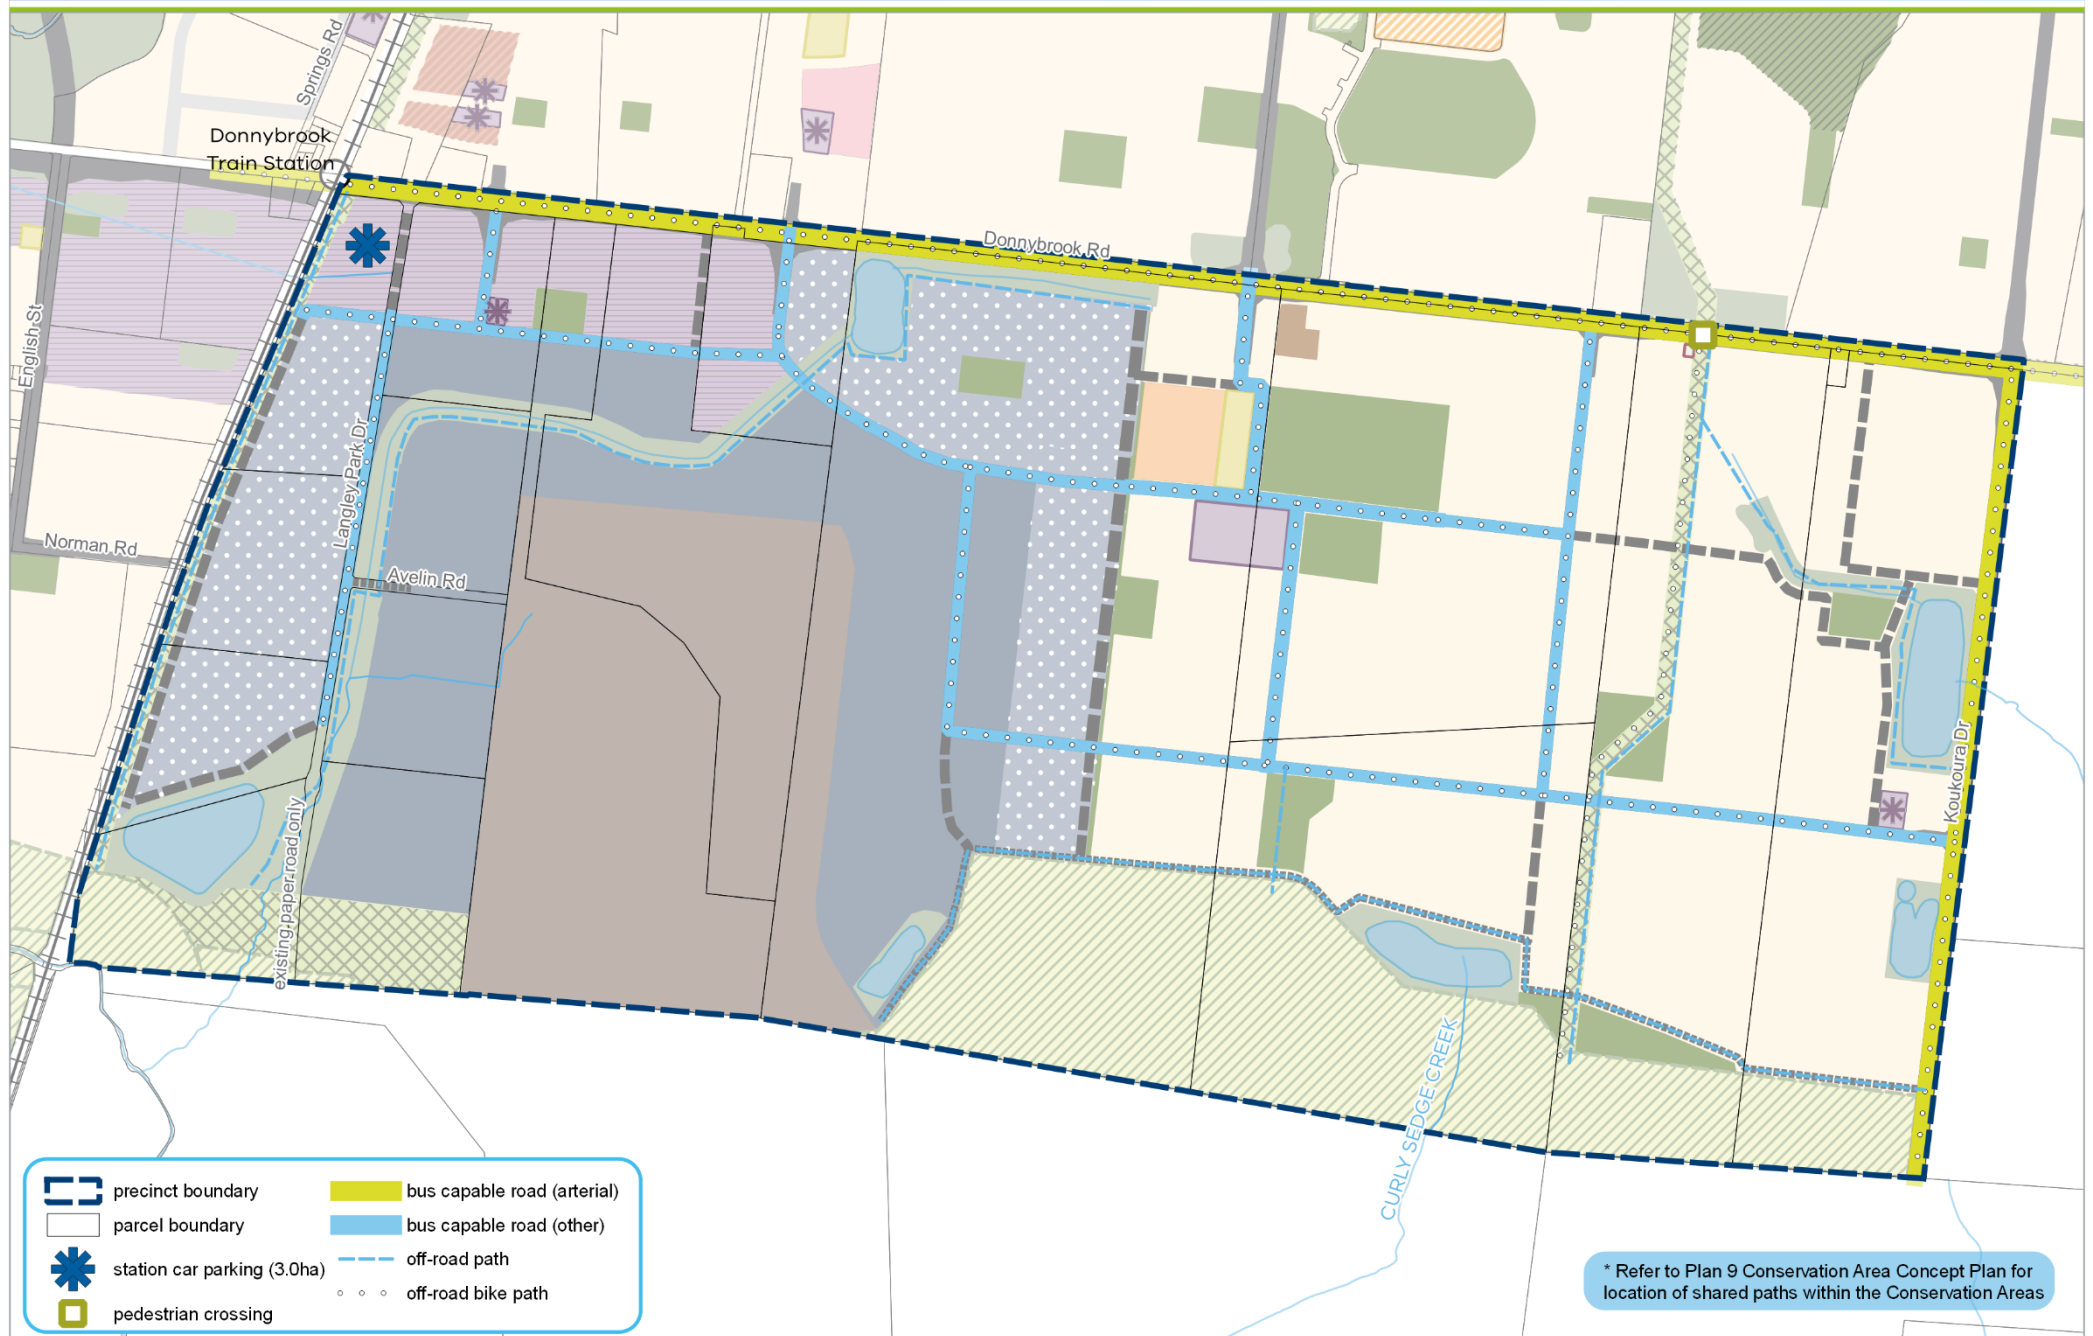 Springs Rd
Donnybrook
Train Station
Donnybrook Rd
English St
Langley Park Dr
Norman Rd
Avelin Rd
Koukoura Dr
existing paper road only
CURLY SEDGE CREEK
precinct boundary
parcel boundary
station car parking (3.0ha)
pedestrian crossing
bus capable road (arterial)
bus capable road (other)
off-road path
off-road bike path
* Refer to Plan 9 Conservation Area Concept Plan for
location of shared paths within the Conservation Areas